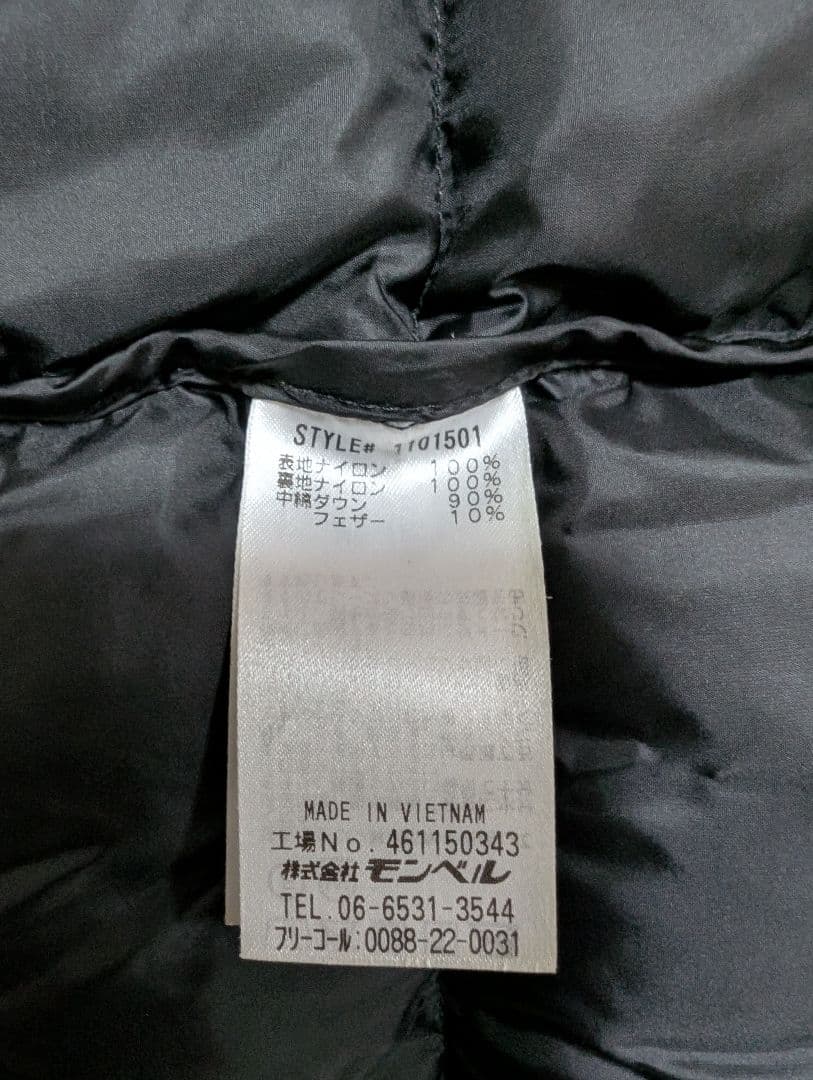 STYLE# 1101501
表地ナイロン 100%
裏地ナイロン 100%
中綿ダウン 90%
フェザー 10%
MADE IN VIETNAM
工場No. 461150343
株式会社 モンベル
TEL. 06-6531-3544
フリーコール:0088-22-0031